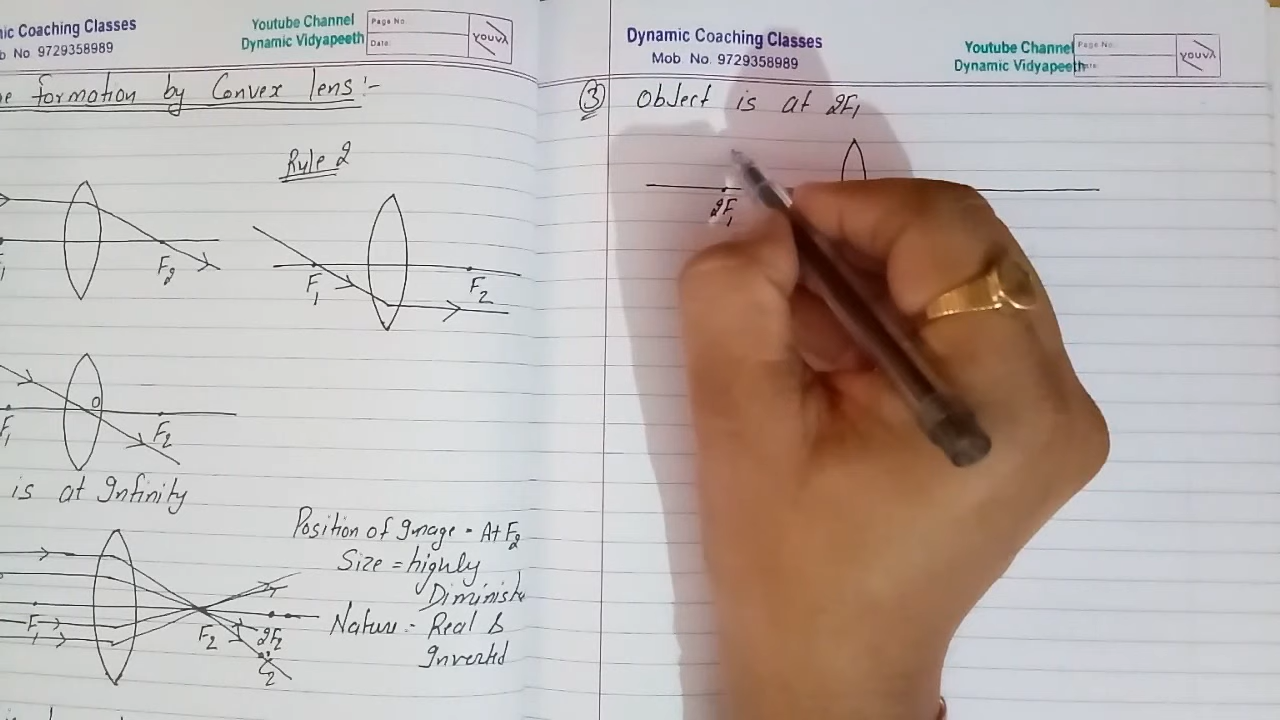 ic Coaching Classes
b No 9729358989
Youtube Channel
Dynamic Vidyapeeth
Page No.
Date:
YOUVA
e formation by Convex lens :-
Rule 2
F1
F2
F1
F2
F1
O
F2
is at Infinity
Position of Image - At F2
Size = highly
Diminish
Nature :- Real &
Inverted
F1
F2
2F2
C2
Dynamic Coaching Classes
Mob. No. 9729358989
Youtube Channel
Dynamic Vidyapeeth
Page No.
YOUVA
3 Object is at 2F1
2F1